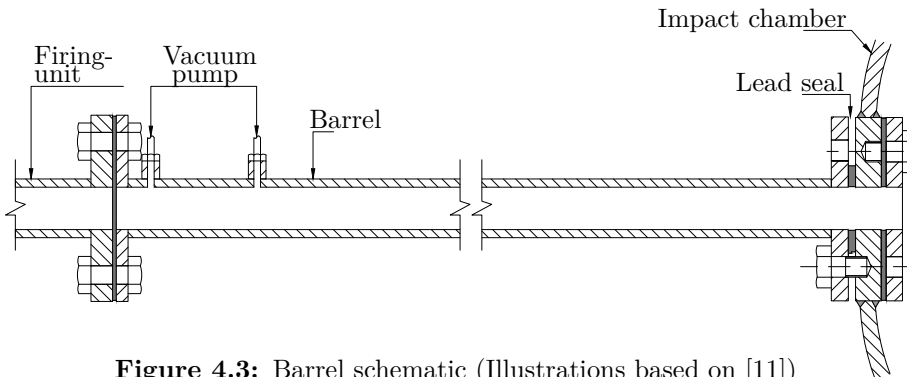 Impact chamber
Firing-
unit
Vacuum
pump
Lead seal
Barrel
Figure 4.3: Barrel schematic (Illustrations based on [11])